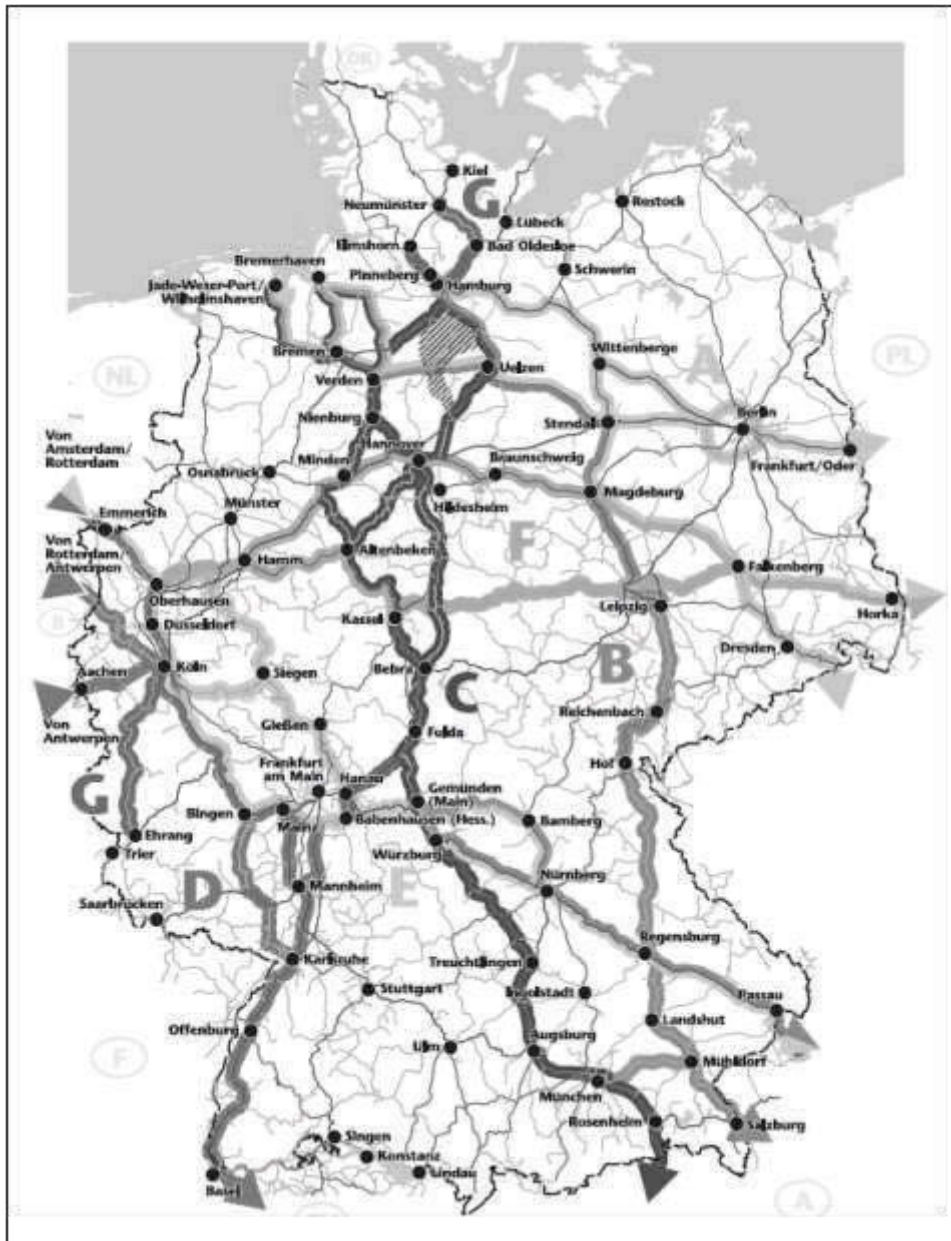 DK
Kiel
G
Neumünster
Lübeck
Rostock
Elmshorn
Bad Oldesloe
Bremerhaven
Pinneberg
Schwerin
Jade-Weser-Port/
Wilhelmshaven
Hamburg
Bremen
Wittenberge
A
PL
NL
Uelzen
Verden
Nienburg
Stendal
Berlin
Von
Amsterdam/
Rotterdam
Hannover
Minden
Braunschweig
Frankfurt/Oder
Osnabrück
Magdeburg
Münster
Hildesheim
Emmerich
F
Von
Rotterdam/
Antwerpen
Altenbeken
Hamm
Falkenberg
Oberhausen
Leipzig
Horka
B
Düsseldorf
Kassel
Dresden
Köln
Bebra
B
Aachen
Siegen
C
Reichenbach
Von
Antwerpen
Gießen
Fulda
Frankfurt
am Main
Hanau
Hof
G
Gemünden
(Main)
Bingen
Mainz
Babenhausen (Hess.)
Bamberg
Ehrang
Trier
Würzburg
D
Mannheim
E
Nürnberg
Saarbrücken
Regensburg
Karlsruhe
Treuchtlingen
Stuttgart
Ingolstadt
Passau
Offenburg
Augsburg
Landshut
F
Ulm
Mühldorf
München
Rosenheim
Salzburg
Singen
Konstanz
Lindau
Basel
A